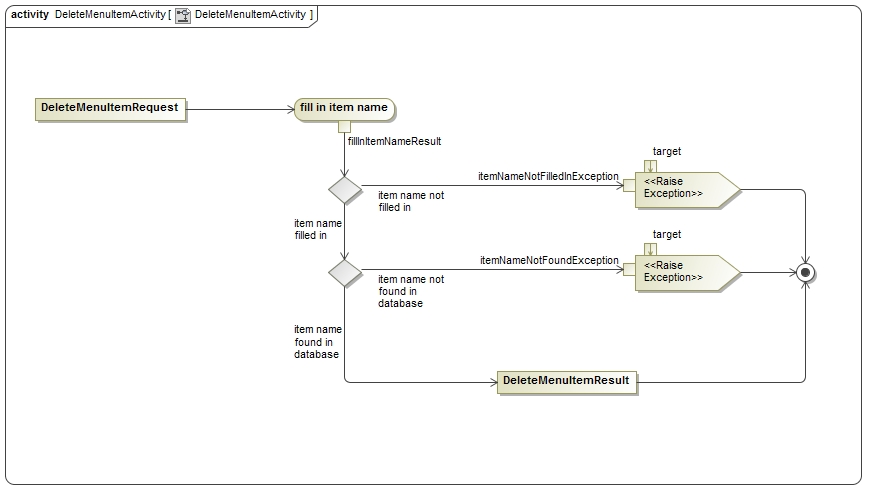 activity DeleteMenuItemActivity [ DeleteMenuItemActivity ]
DeleteMenuItemRequest
fill in item name
fillInItemNameResult
target
itemNameNotFilledInException
<<Raise
Exception>>
item name not
filled in
item name
filled in
target
itemNameNotFoundException
<<Raise
Exception>>
item name not
found in
database
item name
found in
database
DeleteMenuItemResult